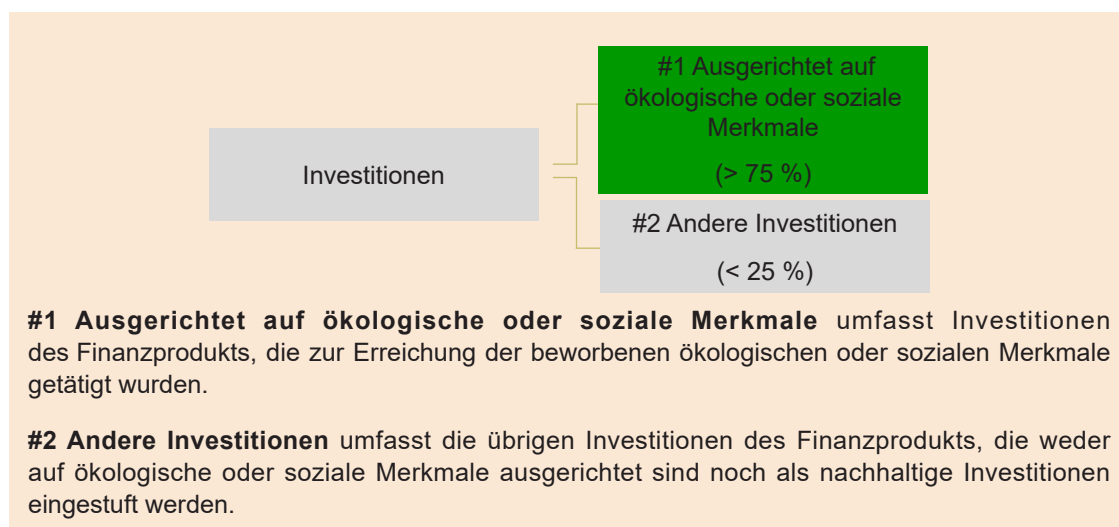 #1 Ausgerichtet auf
ökologische oder soziale
Merkmale
(> 75 %)
Investitionen
#2 Andere Investitionen
(< 25 %)
#1 Ausgerichtet auf ökologische oder soziale Merkmale umfasst Investitionen
des Finanzprodukts, die zur Erreichung der beworbenen ökologischen oder sozialen Merkmale
getätigt wurden.
#2 Andere Investitionen umfasst die übrigen Investitionen des Finanzprodukts, die weder
auf ökologische oder soziale Merkmale ausgerichtet sind noch als nachhaltige Investitionen
eingestuft werden.